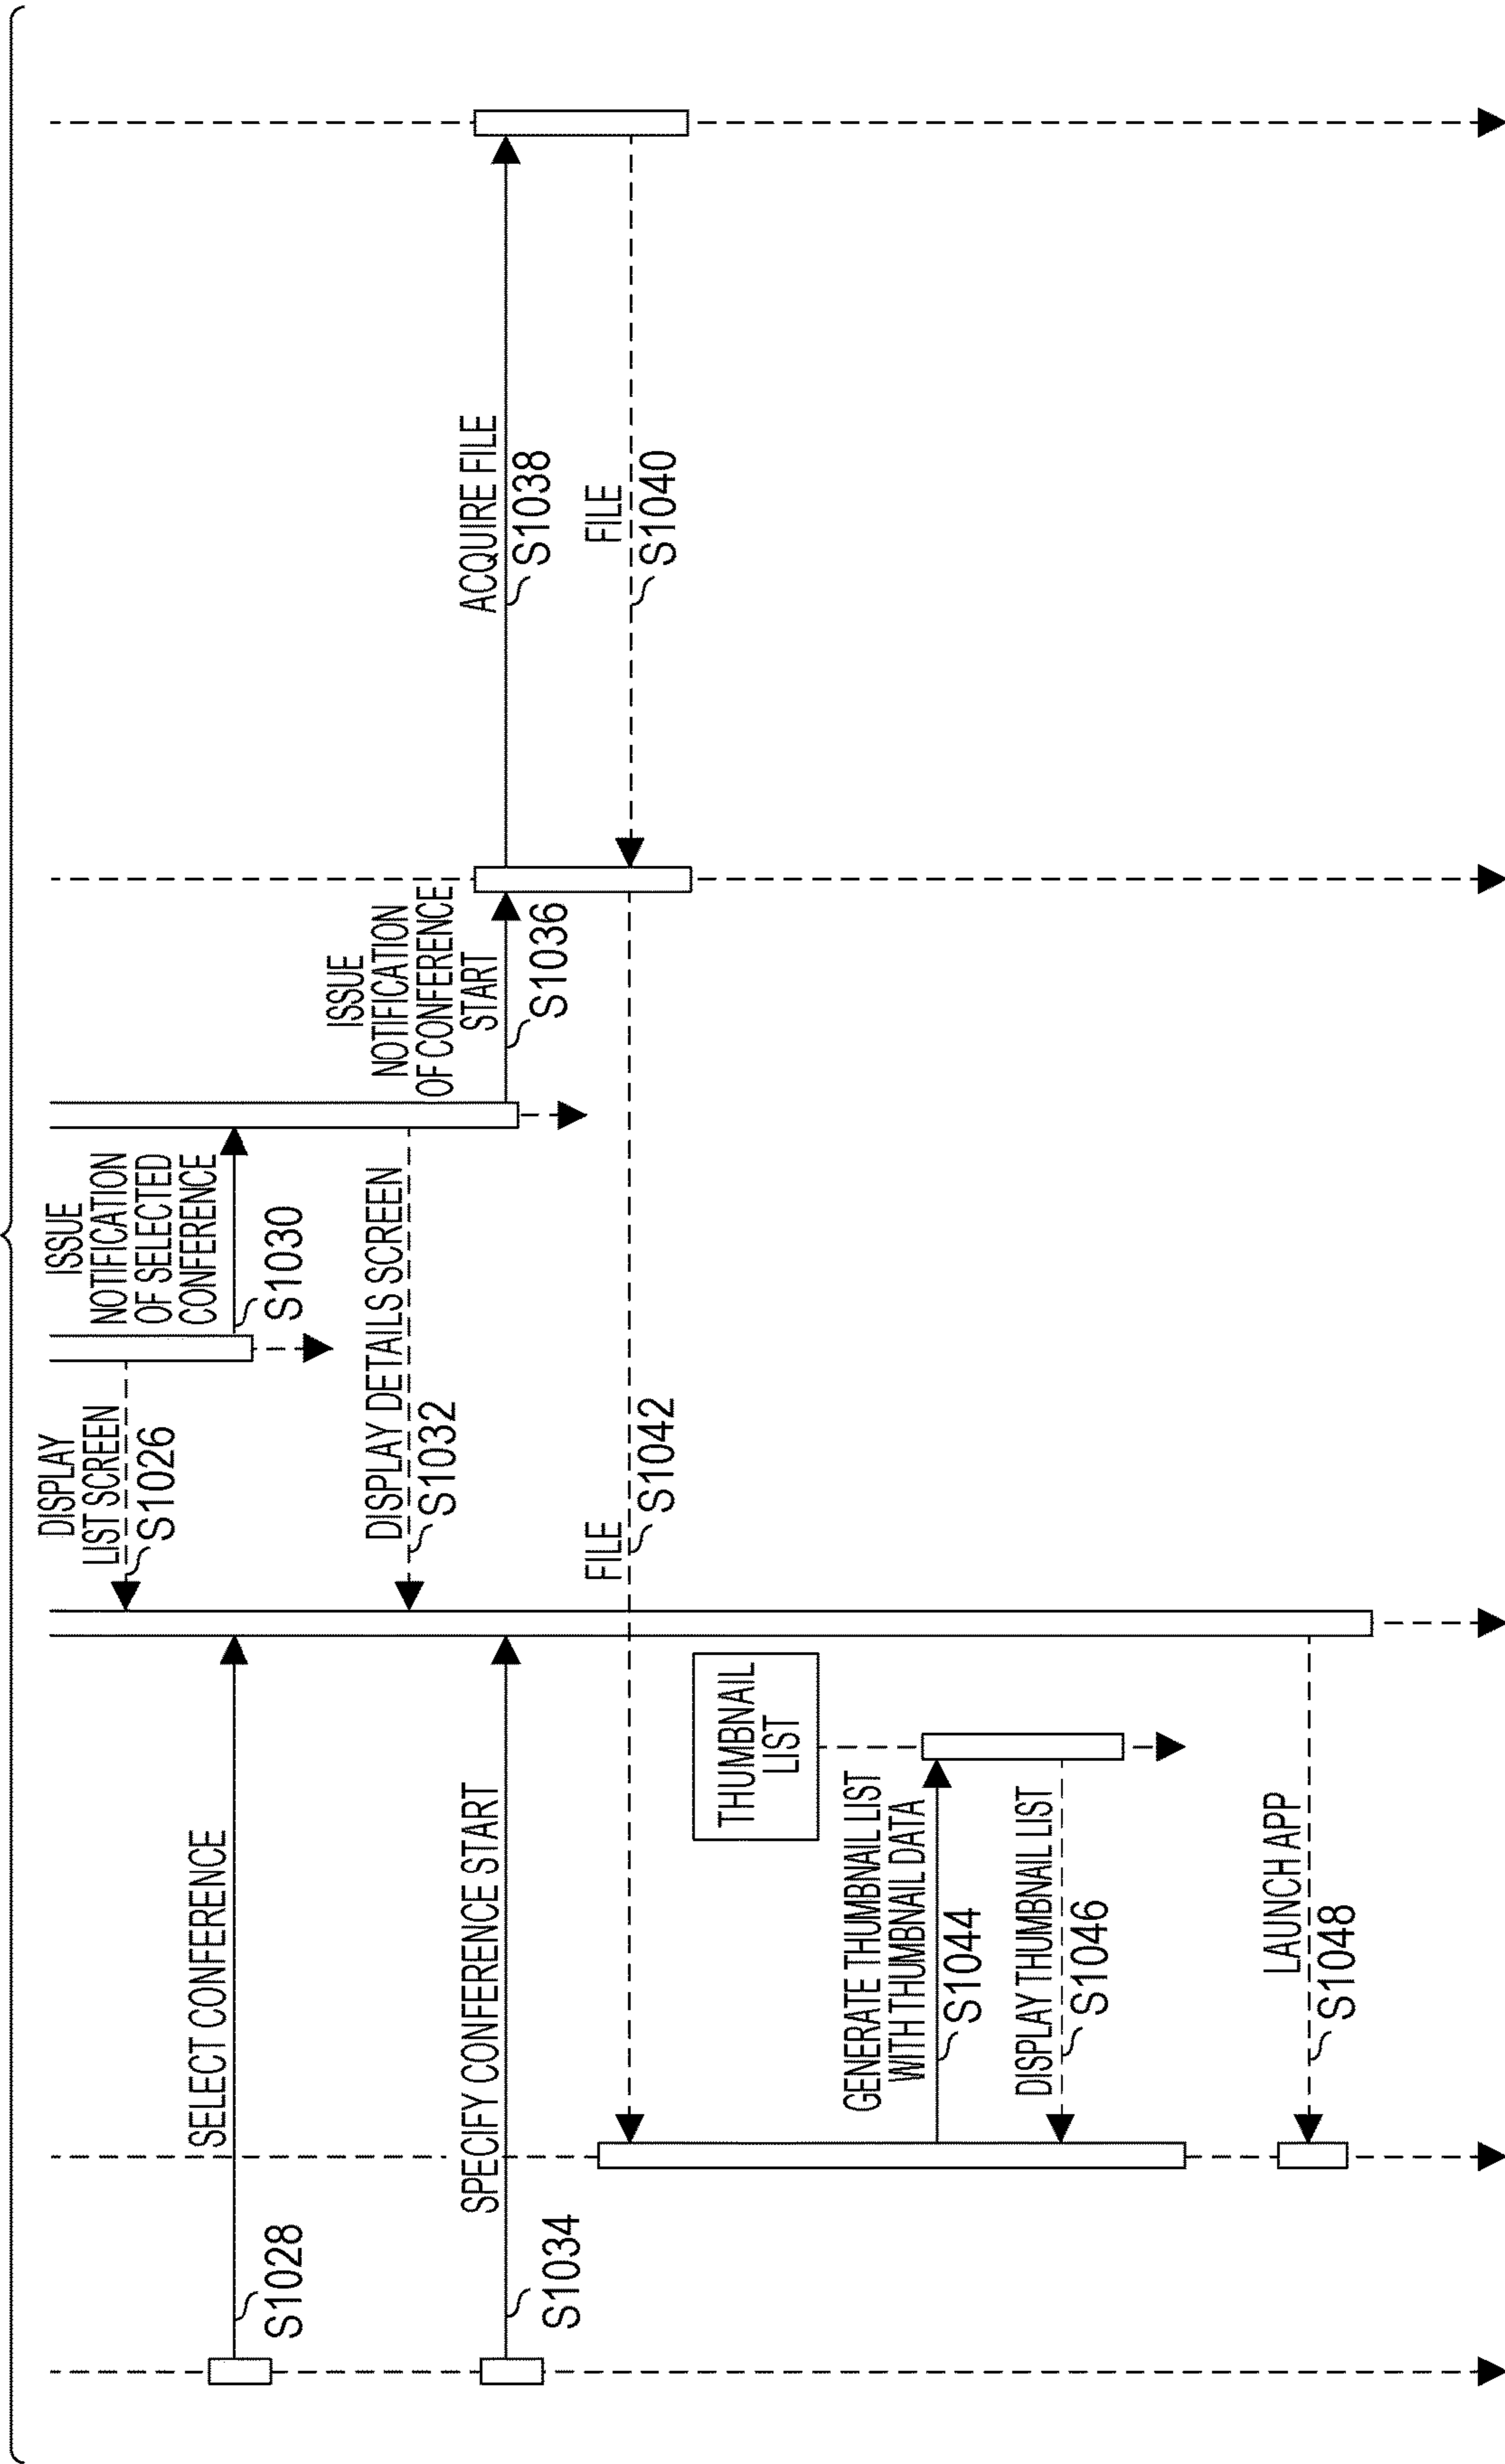 DISPLAY
LIST SCREEN
S1026
SELECT CONFERENCE
S1028
ISSUE
NOTIFICATION
OF SELECTED
CONFERENCE
S1030
DISPLAY DETAILS SCREEN
S1032
SPECIFY CONFERENCE START
S1034
ISSUE
NOTIFICATION
OF CONFERENCE
START
S1036
ACQUIRE FILE
S1038
FILE
S1040
FILE
S1042
THUMBNAIL
LIST
GENERATE THUMBNAIL LIST
WITH THUMBNAIL DATA
S1044
DISPLAY THUMBNAIL LIST
S1046
LAUNCH APP
S1048